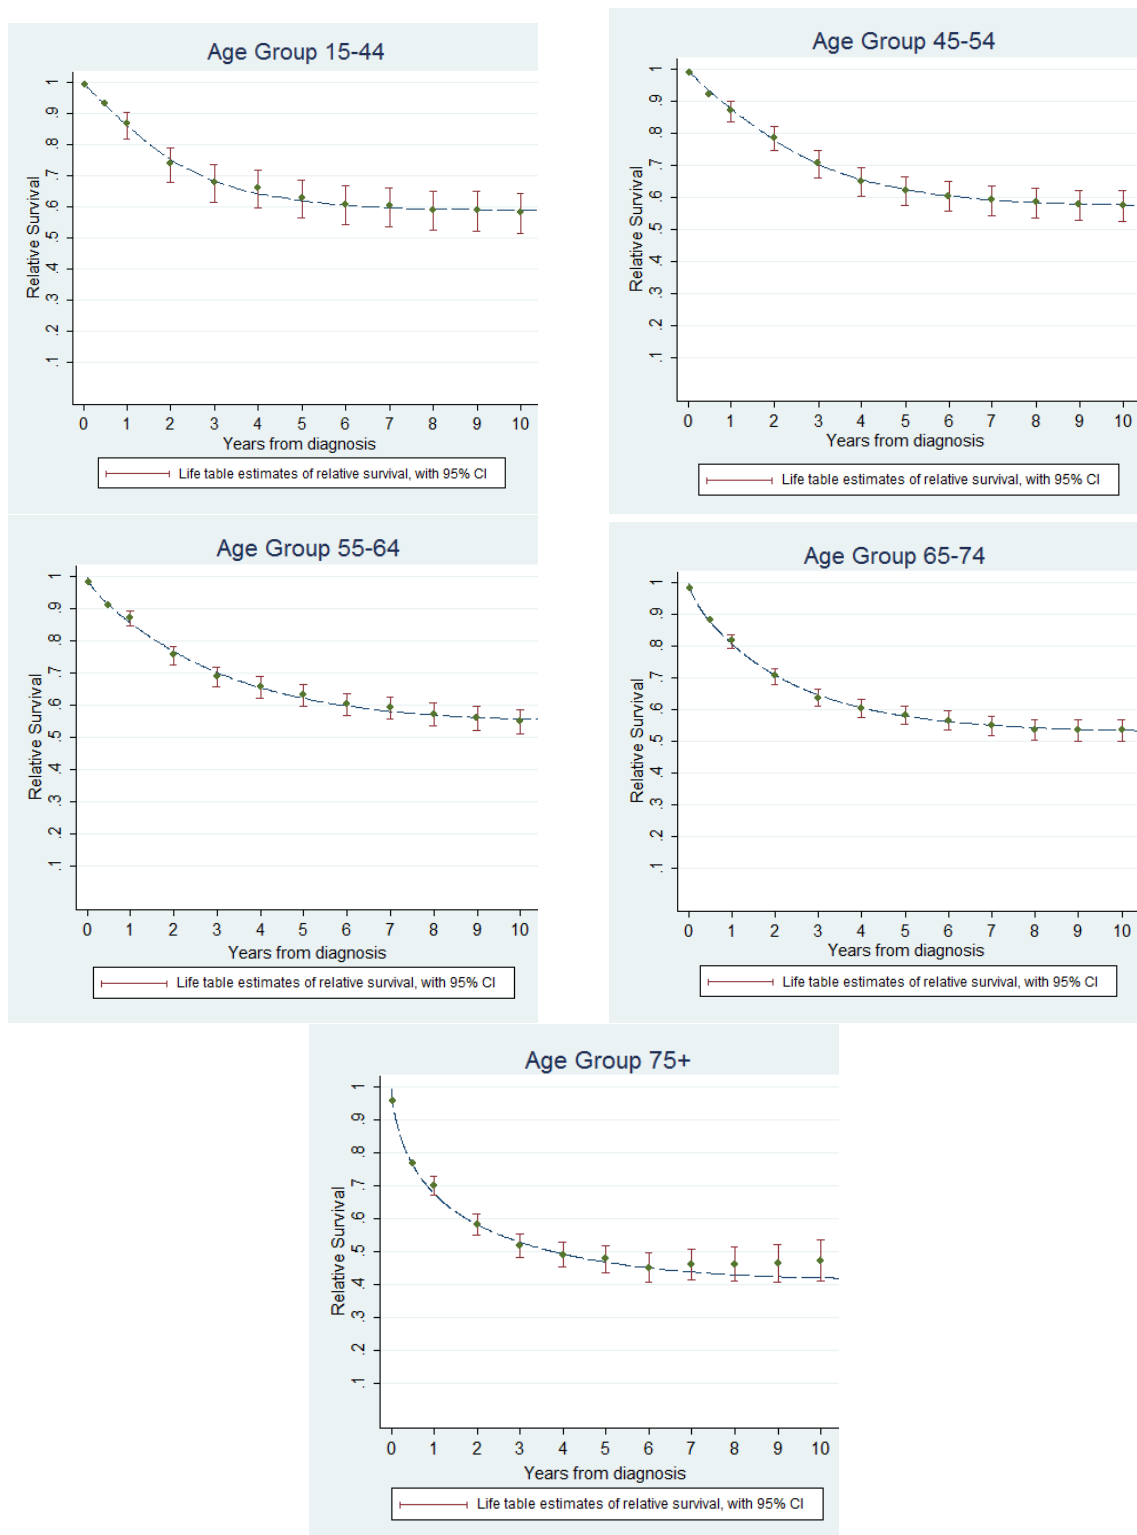 Age Group 15-44
Relative Survival
1
.9
.8
.7
.6
.5
.4
.3
.2
.1
0 1 2 3 4 5 6 7 8 9 10
Years from diagnosis
Life table estimates of relative survival, with 95% CI
Age Group 45-54
Relative Survival
1
.9
.8
.7
.6
.5
.4
.3
.2
.1
0 1 2 3 4 5 6 7 8 9 10
Years from diagnosis
Life table estimates of relative survival, with 95% CI
Age Group 55-64
Relative Survival
1
.9
.8
.7
.6
.5
.4
.3
.2
.1
0 1 2 3 4 5 6 7 8 9 10
Years from diagnosis
Life table estimates of relative survival, with 95% CI
Age Group 65-74
Relative Survival
1
.9
.8
.7
.6
.5
.4
.3
.2
.1
0 1 2 3 4 5 6 7 8 9 10
Years from diagnosis
Life table estimates of relative survival, with 95% CI
Age Group 75+
Relative Survival
1
.9
.8
.7
.6
.5
.4
.3
.2
.1
0 1 2 3 4 5 6 7 8 9 10
Years from diagnosis
Life table estimates of relative survival, with 95% CI